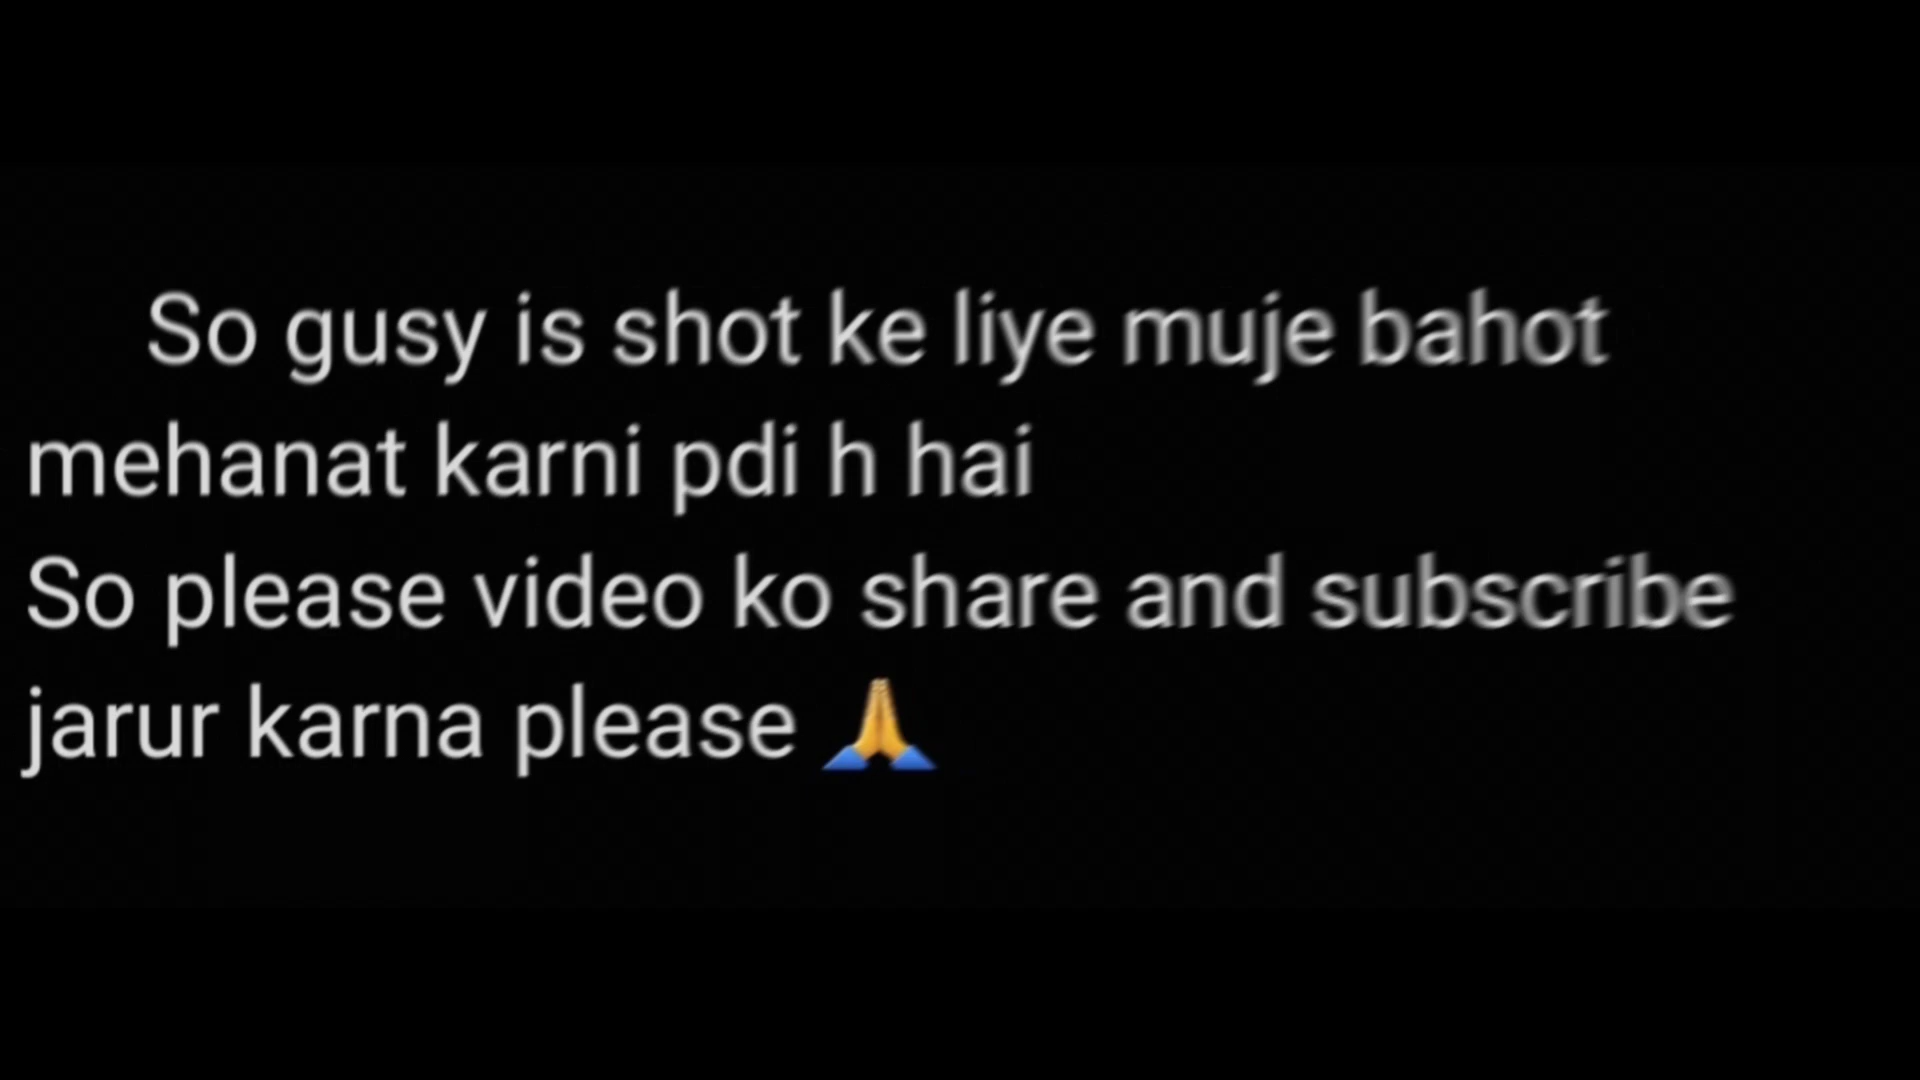 So gusy is shot ke liye muje bahot
mehanat karni pdi h hai
So please video ko share and subscribe
jarur karna please 🙏